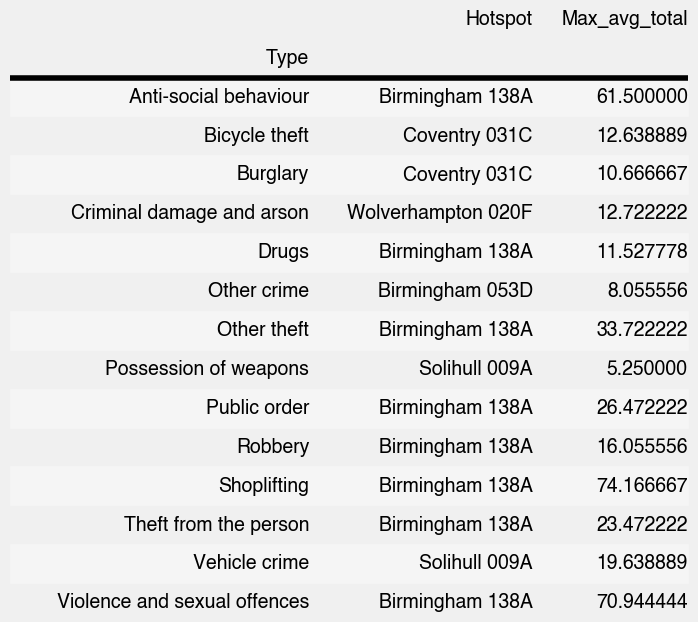 Hotspot Max_avg_total
Type
Anti-social behaviour Birmingham 138A 61.500000
Bicycle theft Coventry 031C 12.638889
Burglary Coventry 031C 10.666667
Criminal damage and arson Wolverhampton 020F 12.722222
Drugs Birmingham 138A 11.527778
Other crime Birmingham 053D 8.055556
Other theft Birmingham 138A 33.722222
Possession of weapons Solihull 009A 5.250000
Public order Birmingham 138A 26.472222
Robbery Birmingham 138A 16.055556
Shoplifting Birmingham 138A 74.166667
Theft from the person Birmingham 138A 23.472222
Vehicle crime Solihull 009A 19.638889
Violence and sexual offences Birmingham 138A 70.944444